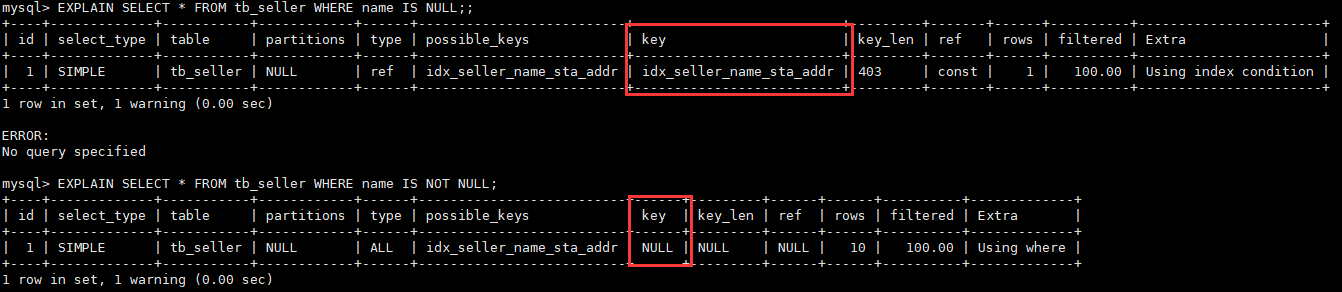 mysql> EXPLAIN SELECT * FROM tb_seller WHERE name IS NULL;;
+----+-------------+-----------+------------+------+--------------------------+--------------------------+---------+-------+------+----------+-----------------------+
| id | select_type | table     | partitions | type | possible_keys            | key                      | key_len | ref   | rows | filtered | Extra                 |
+----+-------------+-----------+------------+------+--------------------------+--------------------------+---------+-------+------+----------+-----------------------+
|  1 | SIMPLE      | tb_seller | NULL       | ref  | idx_seller_name_sta_addr | idx_seller_name_sta_addr | 403     | const |    1 |   100.00 | Using index condition |
+----+-------------+-----------+------------+------+--------------------------+--------------------------+---------+-------+------+----------+-----------------------+
1 row in set, 1 warning (0.00 sec)
ERROR:
No query specified
mysql> EXPLAIN SELECT * FROM tb_seller WHERE name IS NOT NULL;
+----+-------------+-----------+------------+------+--------------------------+------+---------+------+------+----------+-------------+
| id | select_type | table     | partitions | type | possible_keys            | key  | key_len | ref  | rows | filtered | Extra       |
+----+-------------+-----------+------------+------+--------------------------+------+---------+------+------+----------+-------------+
|  1 | SIMPLE      | tb_seller | NULL       | ALL  | idx_seller_name_sta_addr | NULL | NULL    | NULL |   10 |   100.00 | Using where |
+----+-------------+-----------+------------+------+--------------------------+------+---------+------+------+----------+-------------+
1 row in set, 1 warning (0.00 sec)